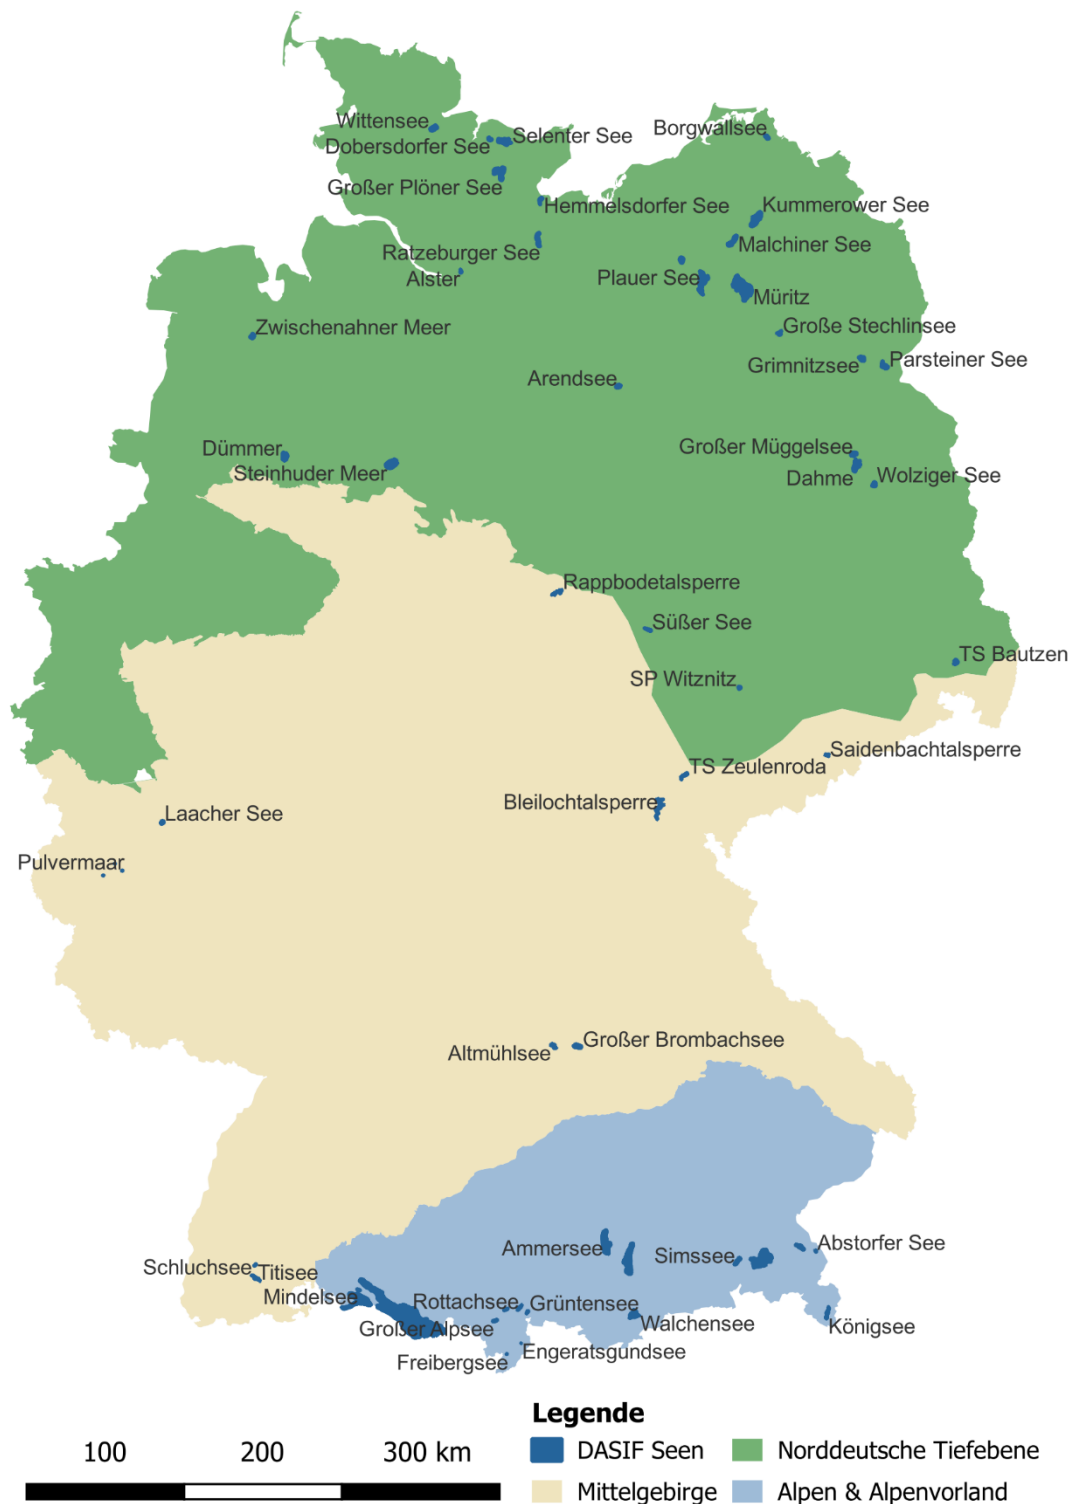 Wittensee
Dobersdorfer See
Selenter See
Borgwallsee
Großer Plöner See
Hemmelsdorfer See
Kummerower See
Malchiner See
Ratzeburger See
Alster
Plauer See
Müritz
Zwischenahner Meer
Große Stechlinsee
Grimnitzsee
Parsteiner See
Arendsee
Dümmer
Steinhuder Meer
Großer Müggelsee
Dahme
Wolziger See
Rappbodetalsperre
Süßer See
TS Bautzen
SP Witznitz
Saidenbachtalsperre
TS Zeulenroda
Bleilochtalsperre
Laacher See
Pulvermaar
Altmühlsee
Großer Brombachsee
Ammersee
Simssee
Abstorfer See
Schluchsee
Titisee
Mindelsee
Rottachsee
Grüntensee
Großer Alpsee
Walchensee
Königsee
Freibergsee
Engeratsgundsee
Legende
100 200 300 km
DASIF Seen
Norddeutsche Tiefebene
Mittelgebirge
Alpen & Alpenvorland